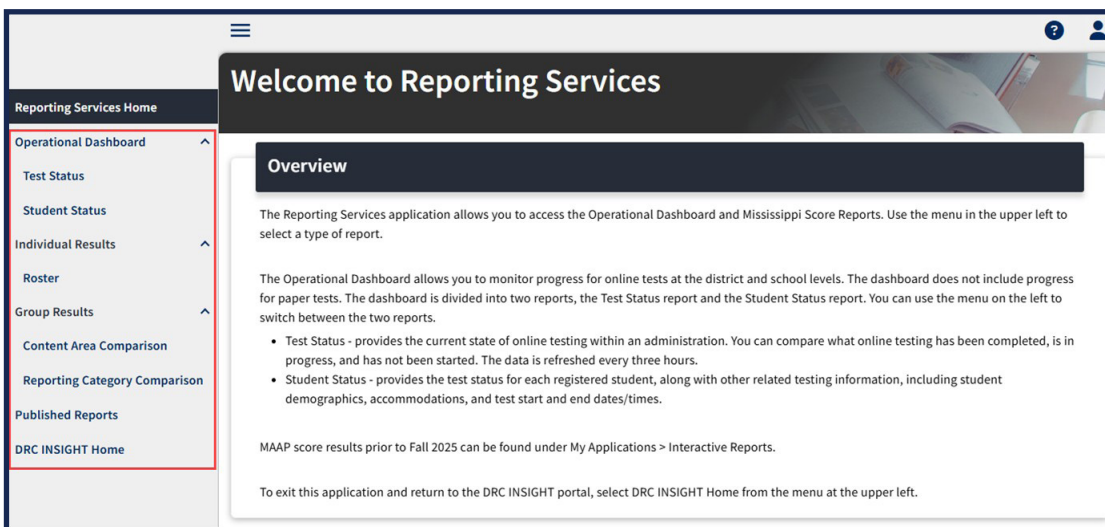 ?
Welcome to Reporting Services
Reporting Services Home
Operational Dashboard
Test Status
Student Status
Individual Results
Roster
Group Results
Content Area Comparison
Reporting Category Comparison
Published Reports
DRC INSIGHT Home
Overview
The Reporting Services application allows you to access the Operational Dashboard and Mississippi Score Reports. Use the menu in the upper left to
select a type of report.
The Operational Dashboard allows you to monitor progress for online tests at the district and school levels. The dashboard does not include progress
for paper tests. The dashboard is divided into two reports, the Test Status report and the Student Status report. You can use the menu on the left to
switch between the two reports.
• Test Status - provides the current state of online testing within an administration. You can compare what online testing has been completed, is in
progress, and has not been started. The data is refreshed every three hours.
• Student Status - provides the test status for each registered student, along with other related testing information, including student
demographics, accommodations, and test start and end dates/times.
MAAP score results prior to Fall 2025 can be found under My Applications > Interactive Reports.
To exit this application and return to the DRC INSIGHT portal, select DRC INSIGHT Home from the menu at the upper left.